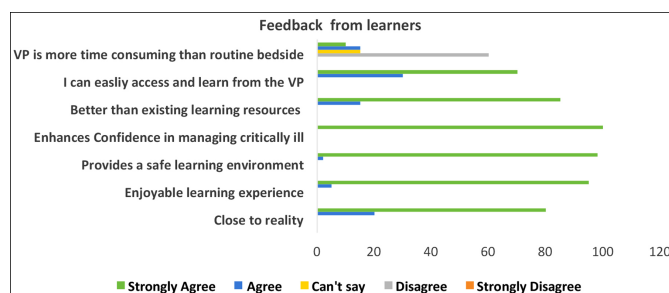 Feedback from learners
VP is more time consuming than routine bedside
I can easliy access and learn from the VP
Better than existing learning resources
Enhances Confidence in managing critically ill
Provides a safe learning environment
Enjoyable learning experience
Close to reality
0 20 40 60 80 100 120
Strongly Agree Agree Can't say Disagree Strongly Disagree